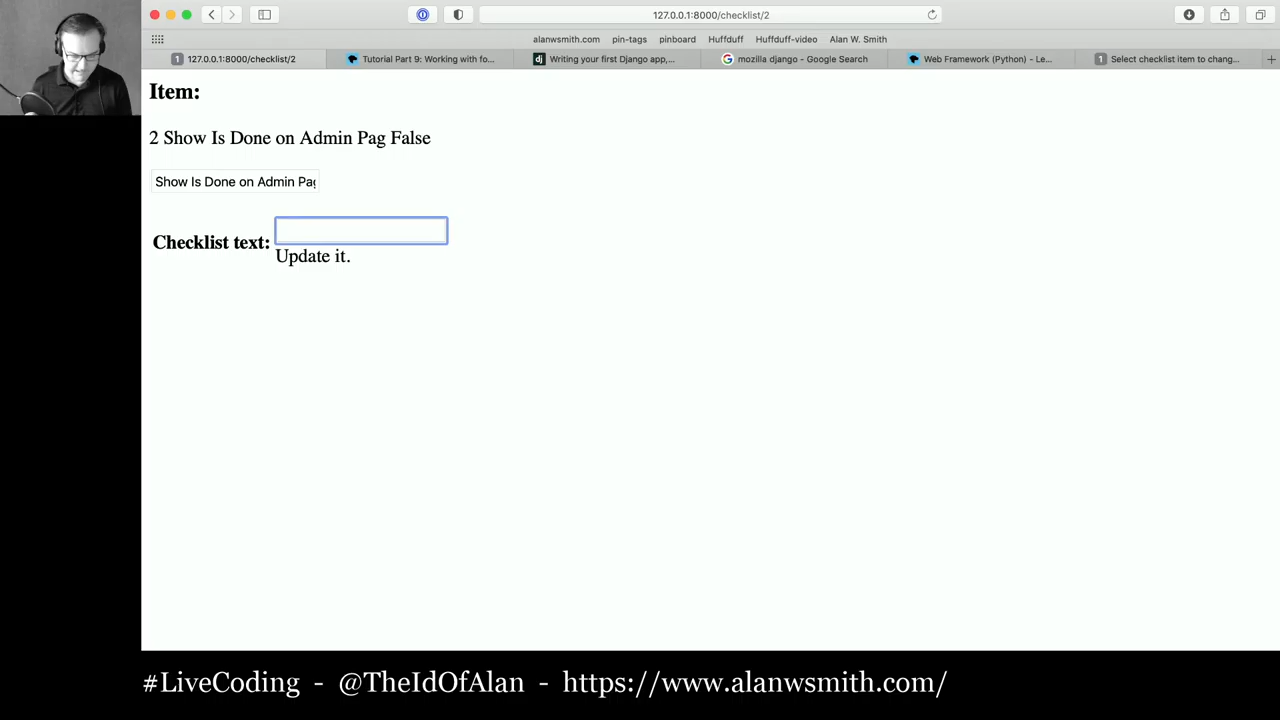 127.0.0.1:8000/checklist/2
alanwsmith.com pin-tags pinboard Huffduff Huffduff-video Alan W. Smith
1 127.0.0.1:8000/checklist/2 Tutorial Part 9: Working with fo... dj Writing your first Django app,... G mozilla django - Google Search Web Framework (Python) - Le... 1 Select checklist item to chang... +
Item:
2 Show Is Done on Admin Pag False
Show Is Done on Admin Pag
Checklist text:
Update it.
#LiveCoding - @TheIdOfAlan - https://www.alanwsmith.com/